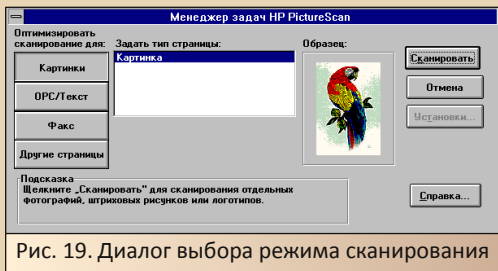 Менеджер задач HP PictureScan
Оптимизировать
сканирование для:
Картинки
ОРС/Текст
Факс
Другие страницы
Задать тип страницы:
Картинка
Образец:
Сканировать
Отмена
Установки...
Подсказка
Щелкните „Сканировать" для сканирования отдельных
фотографий, штриховых рисунков или логотипов.
Справка...
Рис. 19. Диалог выбора режима сканирования